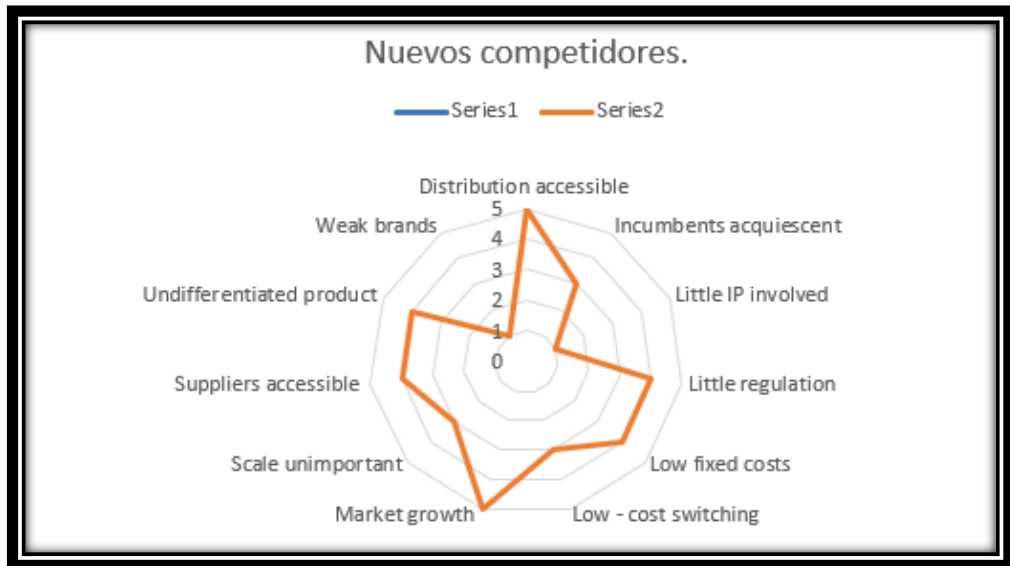 Nuevos competidores.
Series1 Series2
Distribution accessible
Weak brands
Incumbents acquiescent
Undifferentiated product
Little IP involved
Suppliers accessible
Little regulation
Scale unimportant
Low fixed costs
Market growth
Low - cost switching
5
4
3
2
1
0